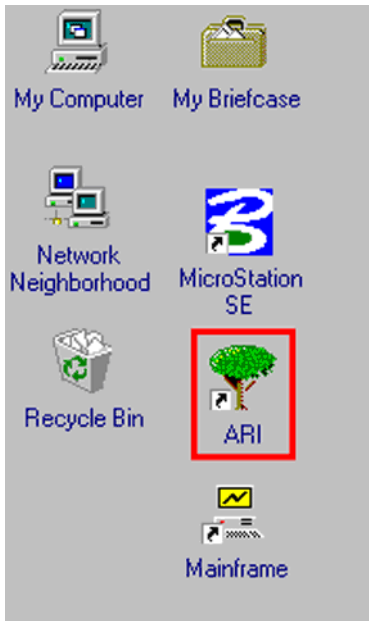 My Computer
My Briefcase
Network
Neighborhood
MicroStation
SE
Recycle Bin
ARI
Mainframe